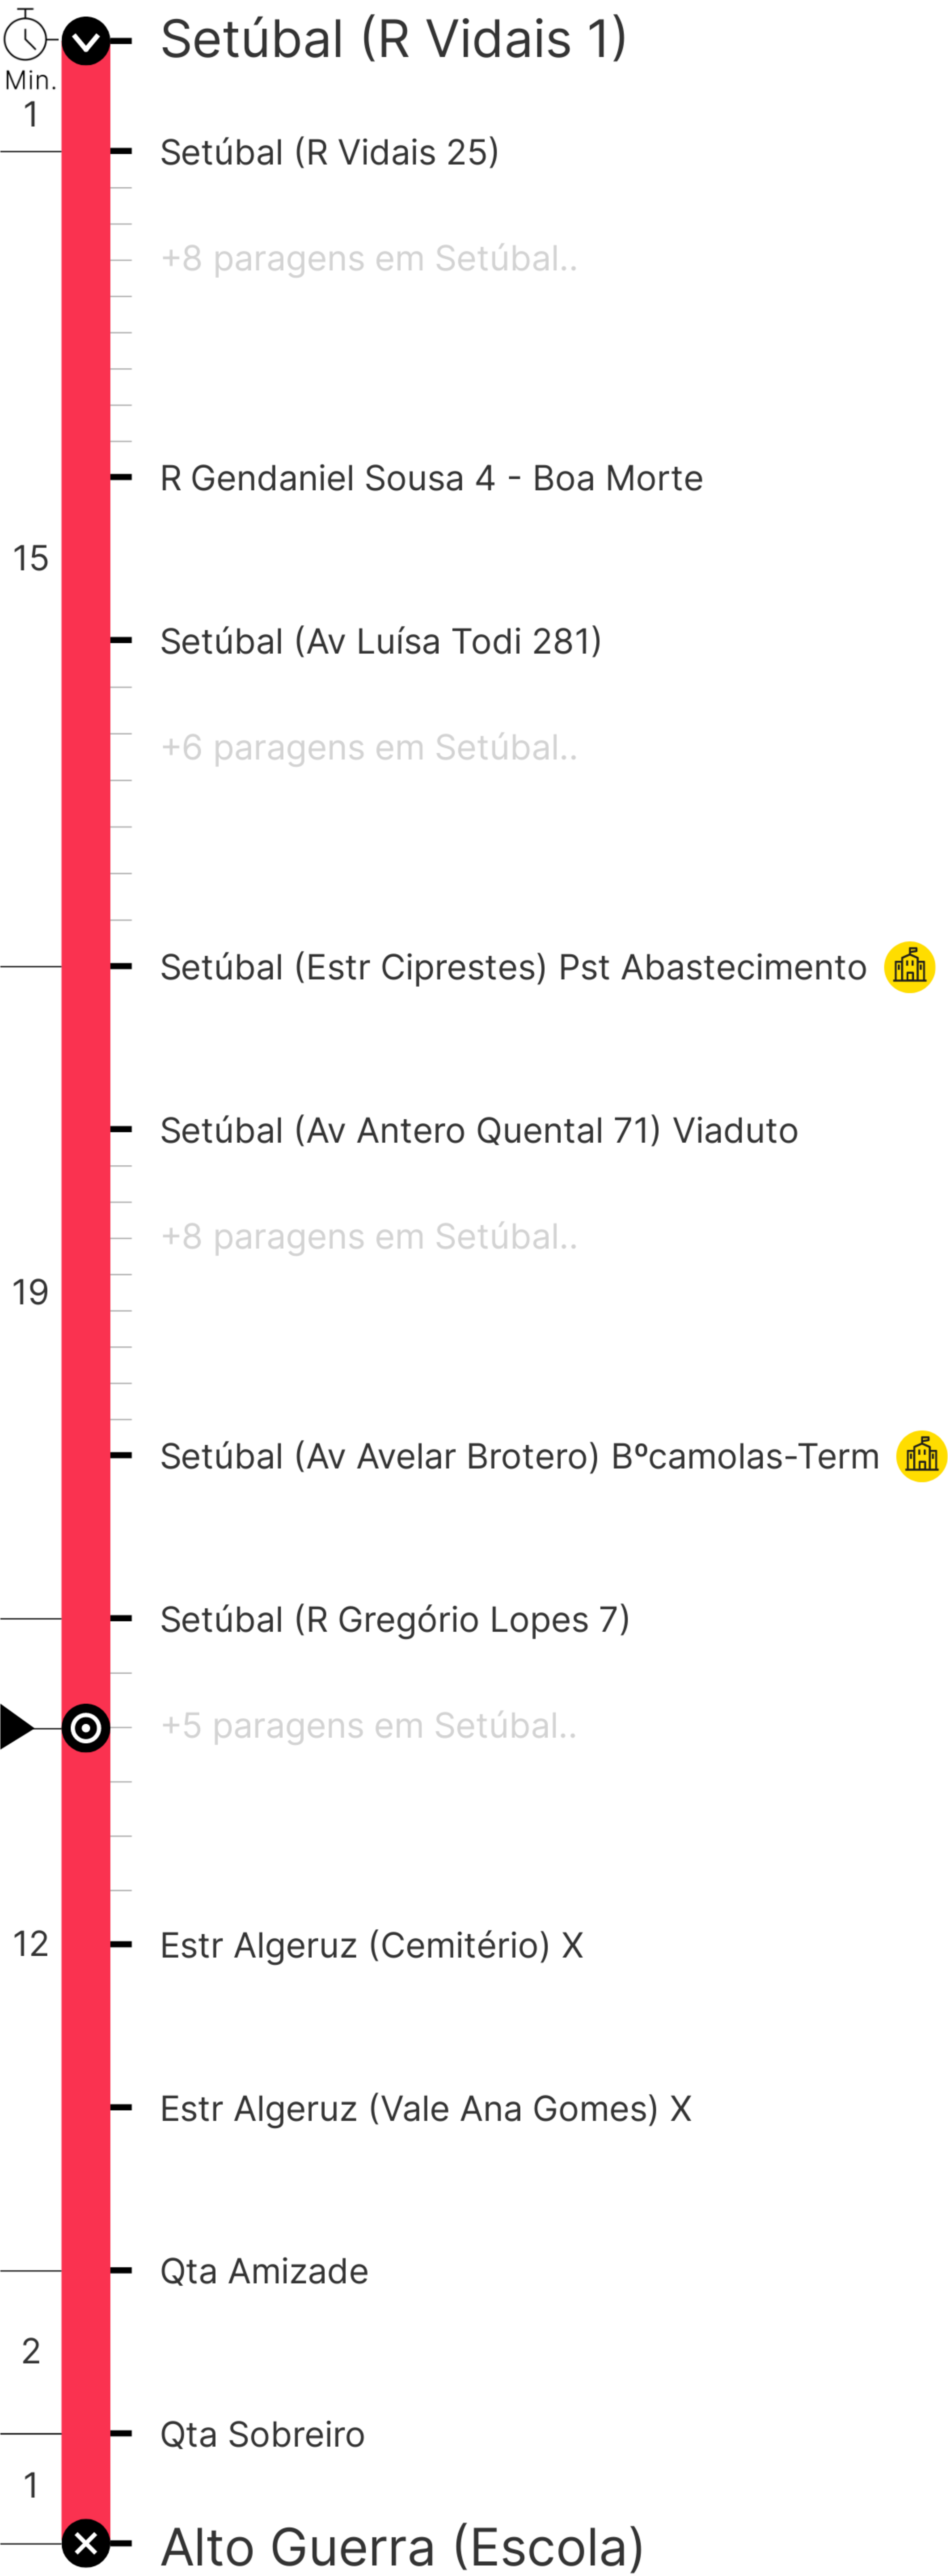 Setúbal (R Vidais 1)
Min.
1
Setúbal (R Vidais 25)
+8 paragens em Setúbal..
R Gendaniel Sousa 4 - Boa Morte
15
Setúbal (Av Luísa Todi 281)
+6 paragens em Setúbal..
Setúbal (Estr Ciprestes) Pst Abastecimento
Setúbal (Av Antero Quental 71) Viaduto
+8 paragens em Setúbal..
19
Setúbal (Av Avelar Brotero) Bºcamolas-Term
Setúbal (R Gregório Lopes 7)
+5 paragens em Setúbal..
12
Estr Algeruz (Cemitério) X
Estr Algeruz (Vale Ana Gomes) X
Qta Amizade
2
Qta Sobreiro
1
Alto Guerra (Escola)